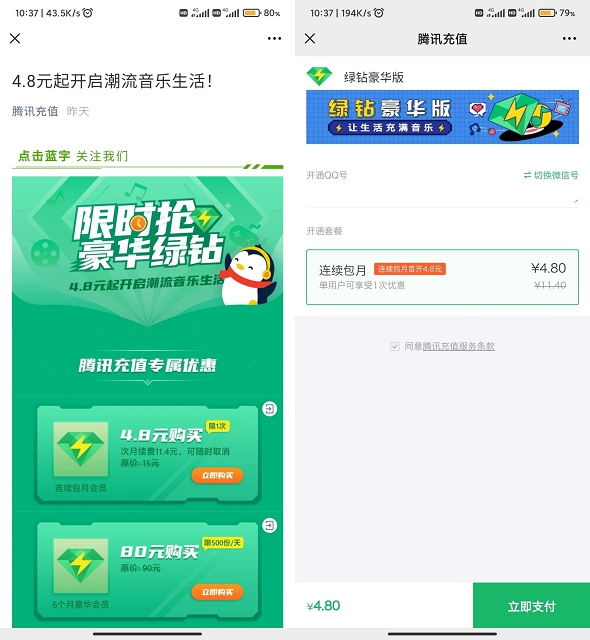 10:37 | 43.5K/s
HD 4G HD 4G 80%
4.8元起开启潮流音乐生活！
腾讯充值 昨天
点击蓝字 关注我们
限时抢
豪华绿钻
4.8元起开启潮流音乐生活
腾讯充值专属优惠
4.8元购买 限1次
次月续费11.4元，可随时取消
原价: 15元
立即购买
连续包月会员
80元购买 限500份/天
原价: 90元
立即购买
6个月豪华会员
10:37 | 194K/s
HD 4G HD 4G 79%
腾讯充值
绿钻豪华版
绿钻豪华版
让生活充满音乐
开通QQ号
切换微信号
开通套餐
连续包月 连续包月首开4.8元
¥4.80
单用户可享受1次优惠
¥11.40
同意腾讯充值服务条款
¥4.80
立即支付